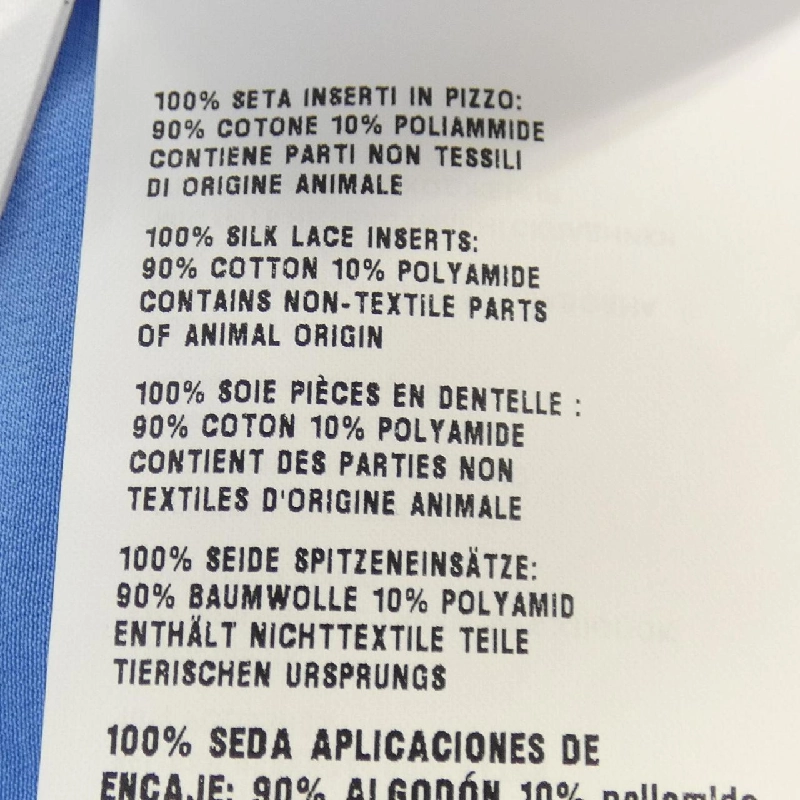 100% SETA INSERTI IN PIZZO:
90% COTONE 10% POLIAMMIDE
CONTIENE PARTI NON TESSILI
DI ORIGINE ANIMALE
100% SILK LACE INSERTS:
90% COTTON 10% POLYAMIDE
CONTAINS NON-TEXTILE PARTS
OF ANIMAL ORIGIN
100% SOIE PIÈCES EN DENTELLE :
90% COTON 10% POLYAMIDE
CONTIENT DES PARTIES NON
TEXTILES D'ORIGINE ANIMALE
100% SEIDE SPITZENEINSÄTZE:
90% BAUMWOLLE 10% POLYAMID
ENTHÄLT NICHTTEXTILE TEILE
TIERISCHEN URSPRUNGS
100% SEDA APLICACIONES DE
ENCAJE: 90% ALGODÓN 10%